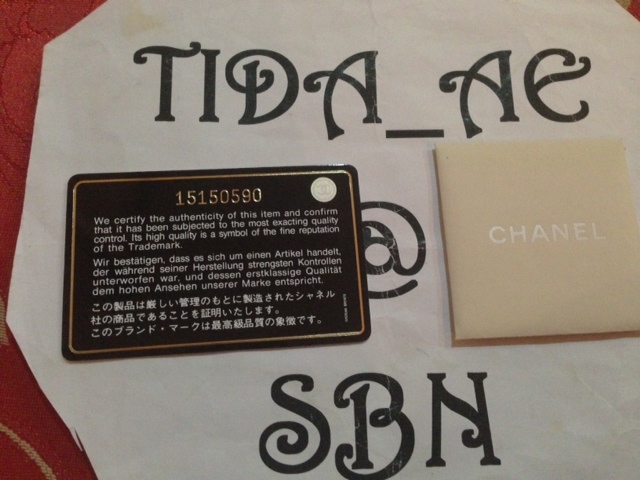 TIDA_AE
15150590
We certify the authenticity of this item and confirm
that it has been subjected to the most exacting quality
control. Its high quality is a symbol of the fine reputation
of the Trademark.
Wir bestätigen, dass es sich um einen Artikel handelt,
der während seiner Herstellung strengsten Kontrollen
unterworfen war, und dessen erstklassige Qualität
dem hohen Ansehen unserer Marke entspricht.
この製品は厳しい管理のもとに製造されたシャネル
社の商品であることを証明いたします。
このブランド・マークは最高級品質の象徴です。
@
CHANEL
SBN